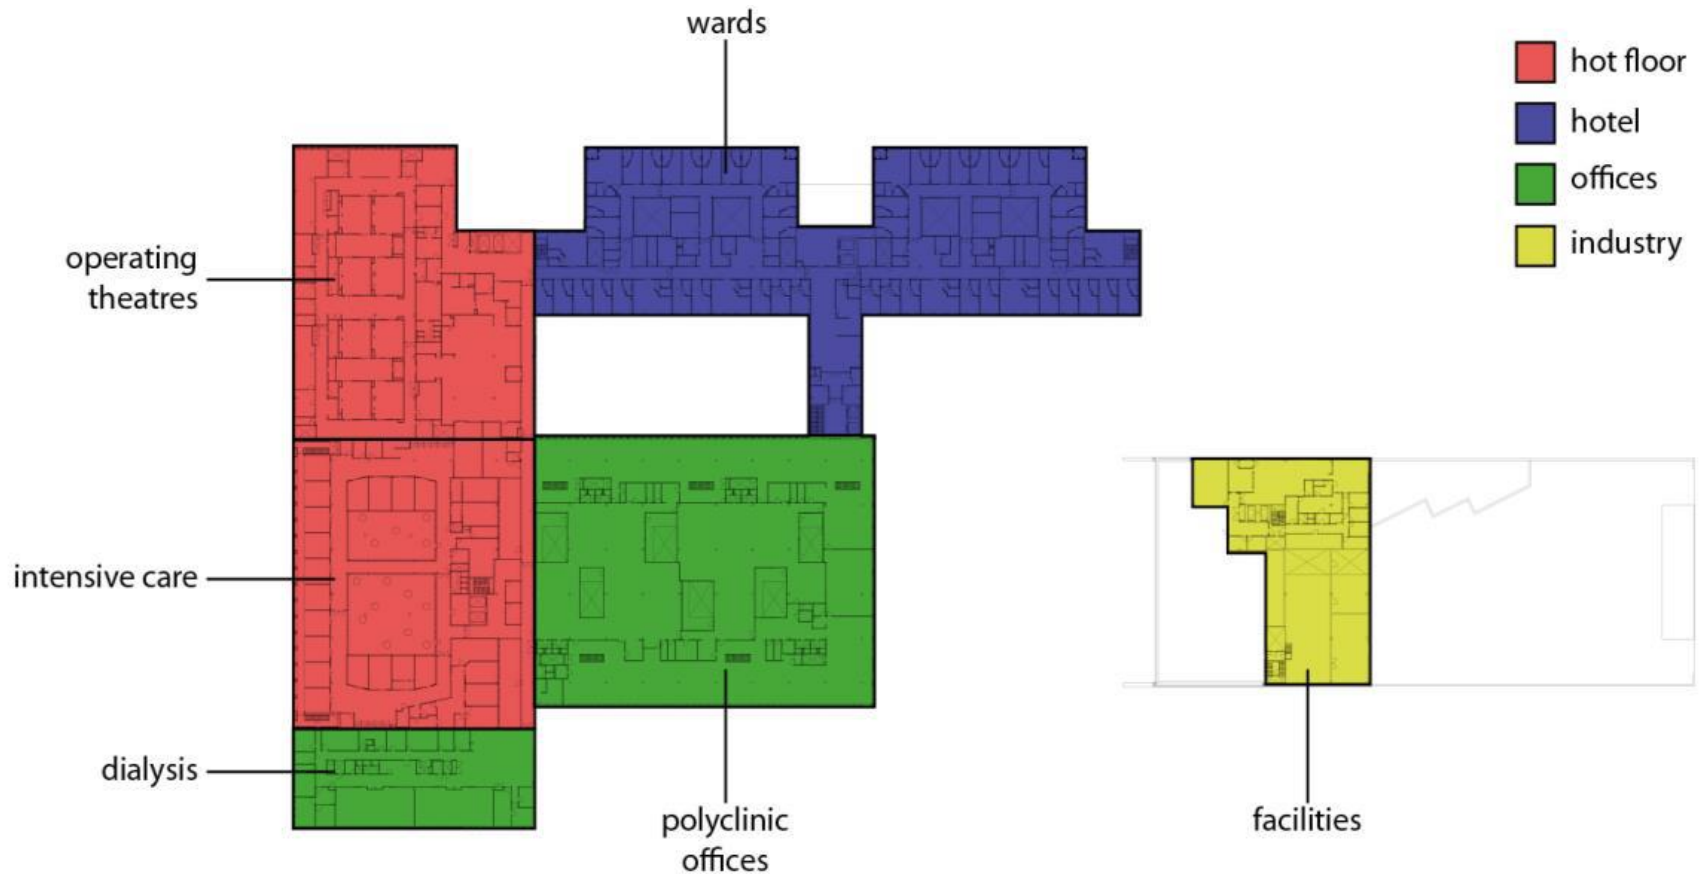 wards
hot floor
hotel
offices
industry
operating
theatres
intensive care
dialysis
polyclinic
offices
facilities